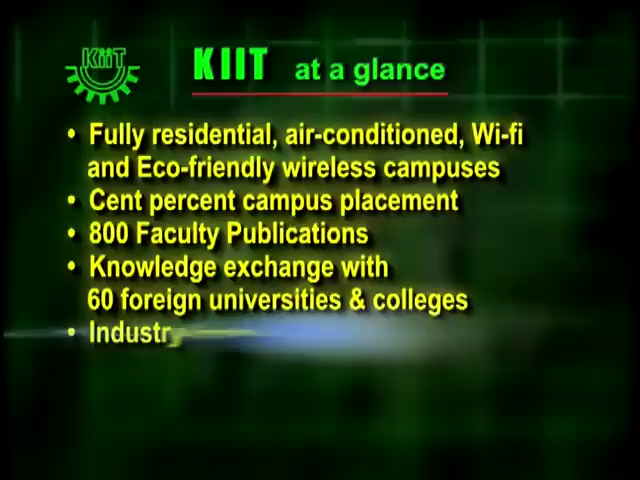 KiiT
KIIT at a glance
• Fully residential, air-conditioned, Wi-fi
and Eco-friendly wireless campuses
• Cent percent campus placement
• 800 Faculty Publications
• Knowledge exchange with
60 foreign universities & colleges
• Industry